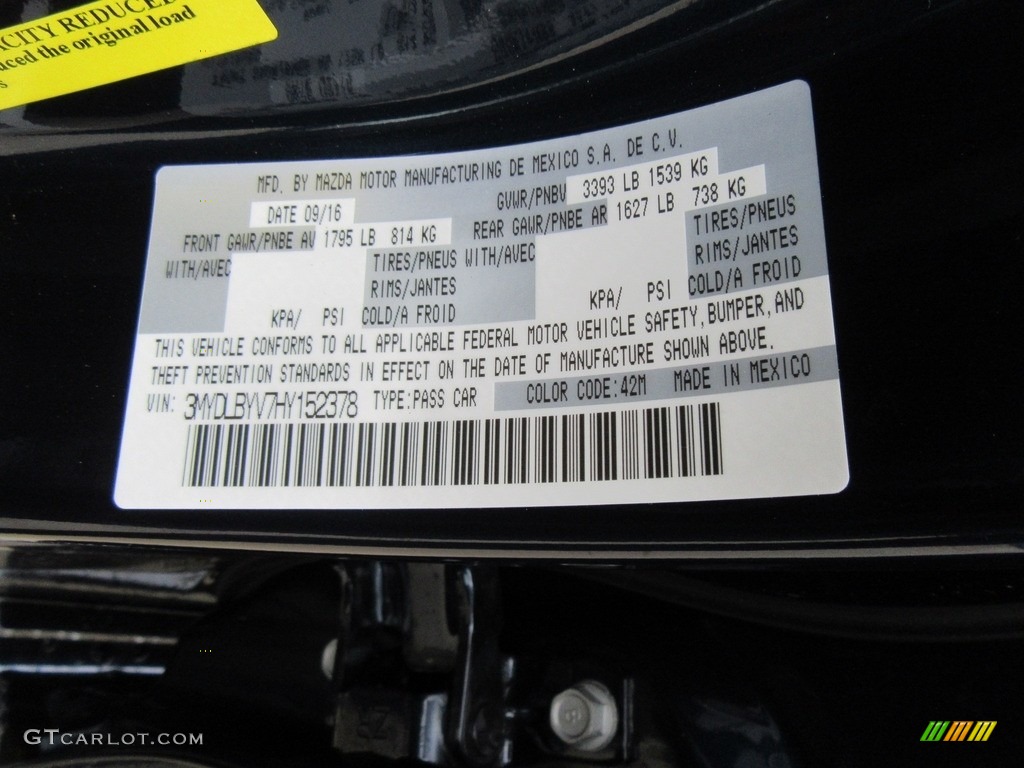 ACITY REDUCED
uced the original load
s
MFD. BY MAZDA MOTOR MANUFACTURING DE MEXICO S.A. DE C.V.
DATE 09/16 GVWR/PNBV 3393 LB 1539 KG
FRONT GAWR/PNBE AV 1795 LB 814 KG REAR GAWR/PNBE AR 1627 LB 738 KG
WITH/AVEC TIRES/PNEUS WITH/AVEC TIRES/PNEUS
RIMS/JANTES RIMS/JANTES
KPA/ PSI COLD/A FROID KPA/ PSI COLD/A FROID
THIS VEHICLE CONFORMS TO ALL APPLICABLE FEDERAL MOTOR VEHICLE SAFETY, BUMPER, AND
THEFT PREVENTION STANDARDS IN EFFECT ON THE DATE OF MANUFACTURE SHOWN ABOVE.
VIN: 3MYDLBYV7HY152378 TYPE:PASS CAR COLOR CODE:42M MADE IN MEXICO
GTCARLOT.COM